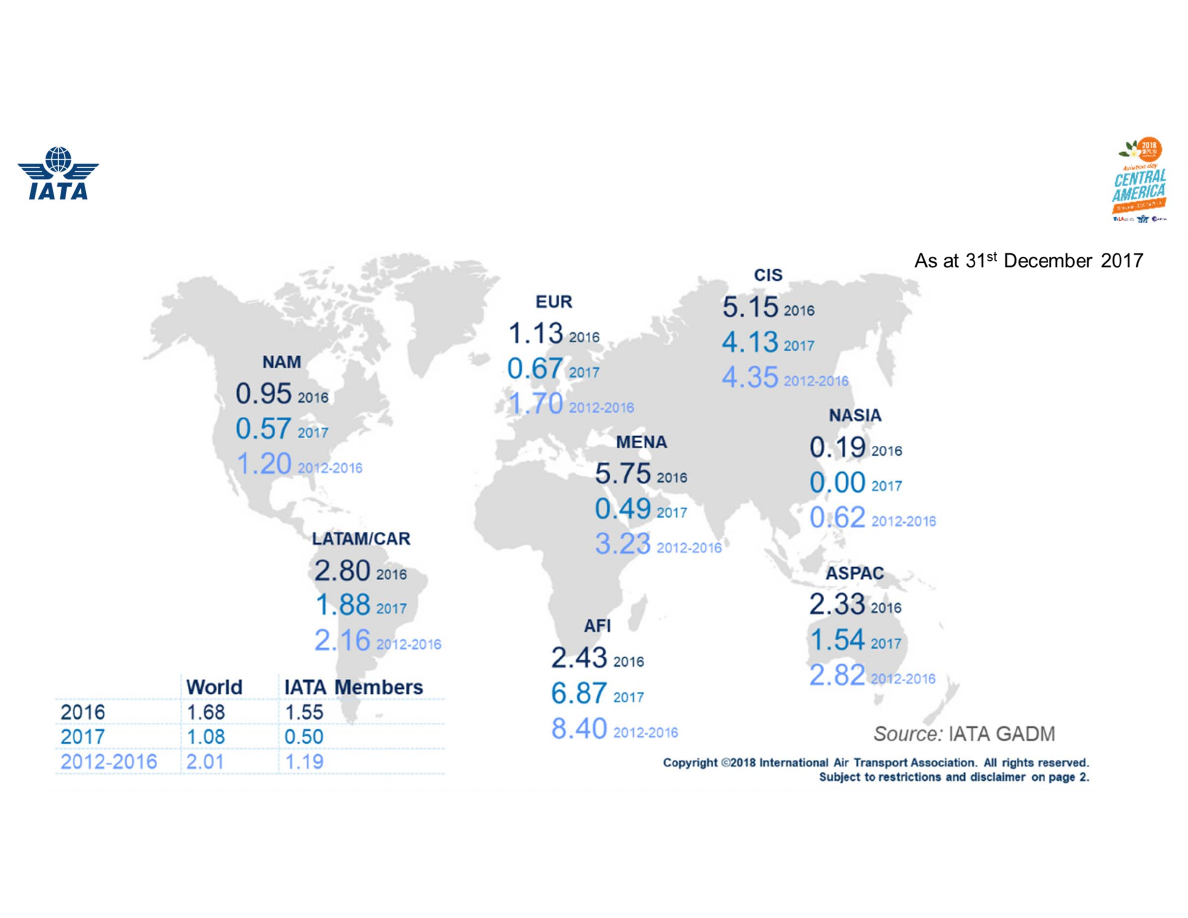 IATA
2018
Aviation day
CENTRAL
AMERICA
As at 31st December 2017
CIS
5.15 2016
4.13 2017
4.35 2012-2016
EUR
1.13 2016
0.67 2017
1.70 2012-2016
NAM
0.95 2016
0.57 2017
1.20 2012-2016
NASIA
0.19 2016
0.00 2017
0.62 2012-2016
MENA
5.75 2016
0.49 2017
3.23 2012-2016
LATAM/CAR
2.80 2016
1.88 2017
2.16 2012-2016
ASPAC
2.33 2016
1.54 2017
2.82 2012-2016
AFI
2.43 2016
6.87 2017
8.40 2012-2016
World IATA Members
2016 1.68 1.55
2017 1.08 0.50
2012-2016 2.01 1.19
Source: IATA GADM
Copyright ©2018 International Air Transport Association. All rights reserved.
Subject to restrictions and disclaimer on page 2.